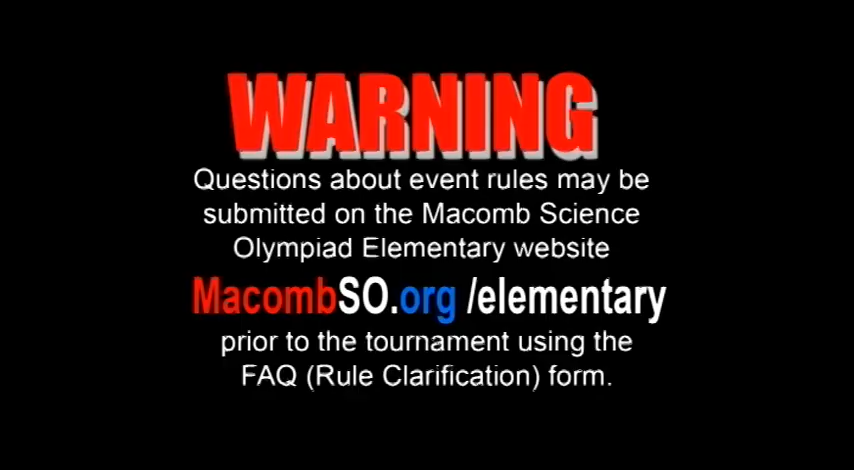 WARNING
Questions about event rules may be
submitted on the Macomb Science
Olympiad Elementary website
MacombSO.org /elementary
prior to the tournament using the
FAQ (Rule Clarification) form.